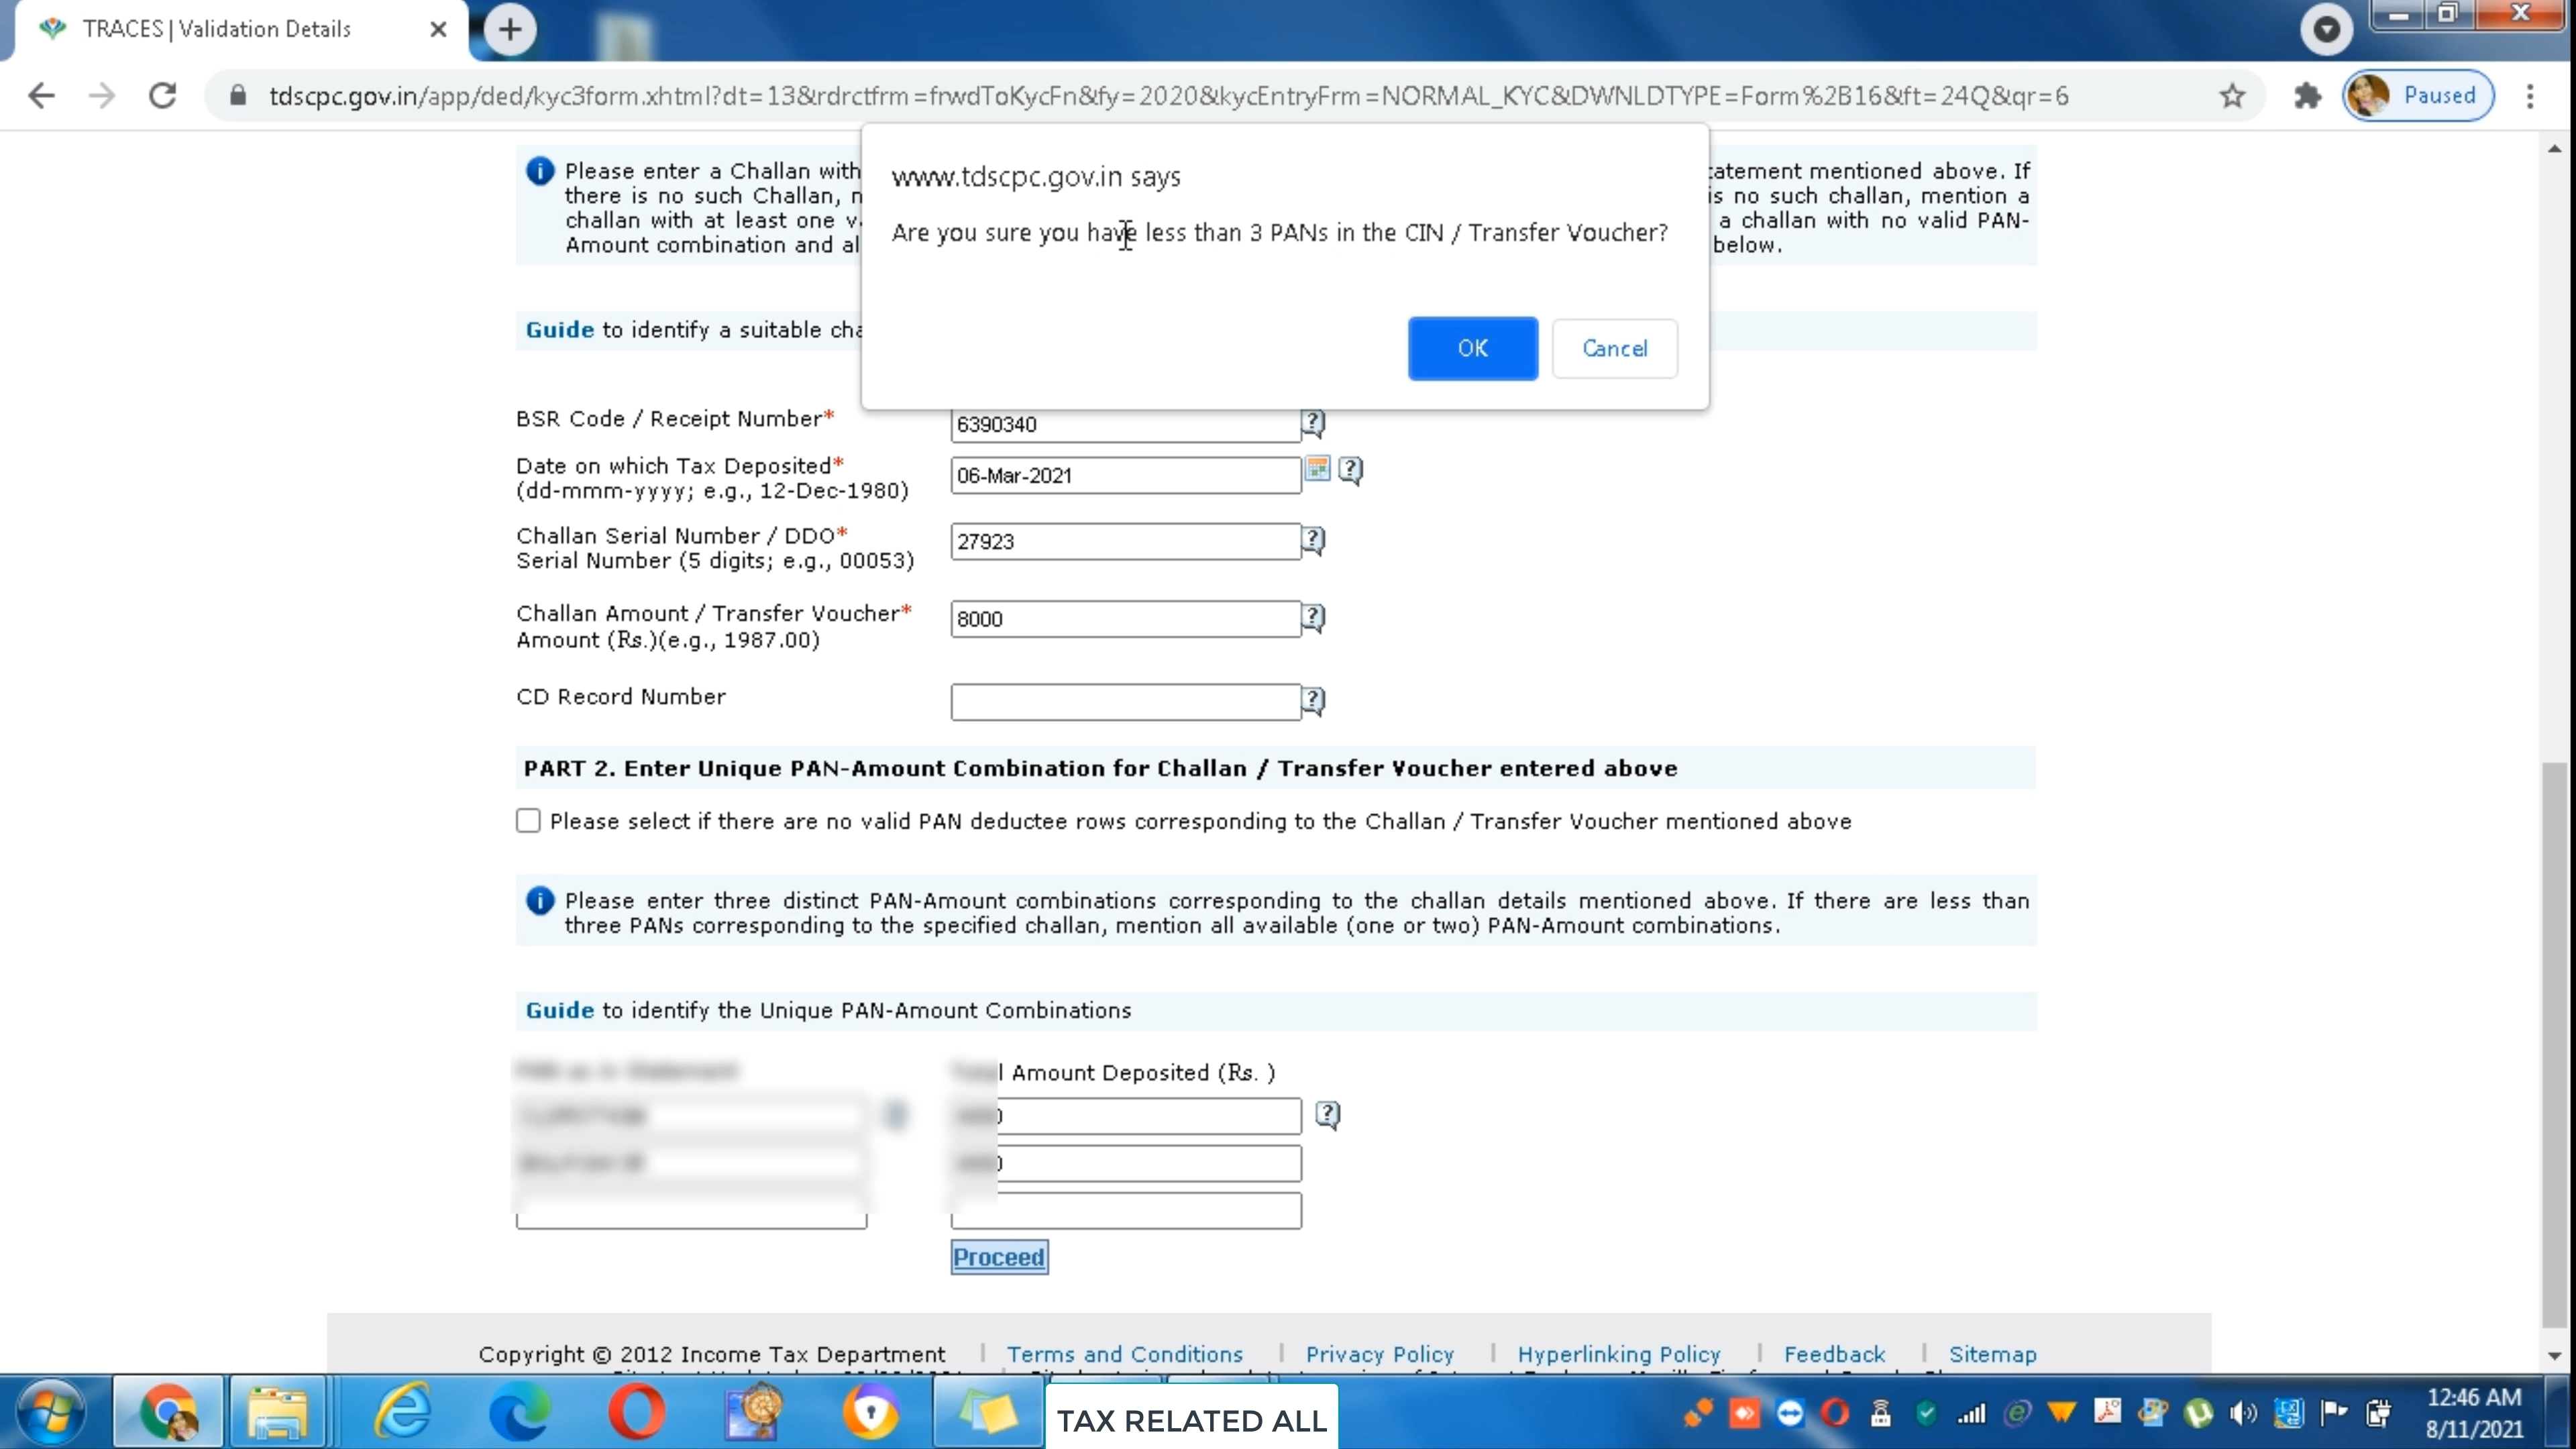 TRACES | Validation Details
tdscpc.gov.in/app/ded/kyc3form.xhtml?dt=13&rdrctfrm=frwdToKycFn&fy=2020&kycEntryFrm=NORMAL_KYC&DWNLDTYPE=Form%2B16&ft=24Q&qr=6
Paused
www.tdscpc.gov.in says
Are you sure you have less than 3 PANs in the CIN / Transfer Voucher?
OK
Cancel
Please enter a Challan with atement mentioned above. If
there is no such Challan, is no such challan, mention a
challan with at least one a challan with no valid PAN-
Amount combination and below.
Guide to identify a suitable
BSR Code / Receipt Number*
6390340
Date on which Tax Deposited*
(dd-mmm-yyyy; e.g., 12-Dec-1980)
06-Mar-2021
Challan Serial Number / DDO*
Serial Number (5 digits; e.g., 00053)
27923
Challan Amount / Transfer Voucher*
Amount (Rs.)(e.g., 1987.00)
8000
CD Record Number
PART 2. Enter Unique PAN-Amount Combination for Challan / Transfer Voucher entered above
Please select if there are no valid PAN deductee rows corresponding to the Challan / Transfer Voucher mentioned above
Please enter three distinct PAN-Amount combinations corresponding to the challan details mentioned above. If there are less than
three PANs corresponding to the specified challan, mention all available (one or two) PAN-Amount combinations.
Guide to identify the Unique PAN-Amount Combinations
l Amount Deposited (Rs. )
Proceed
Copyright © 2012 Income Tax Department | Terms and Conditions | Privacy Policy | Hyperlinking Policy | Feedback | Sitemap
TAX RELATED ALL
12:46 AM
8/11/2021